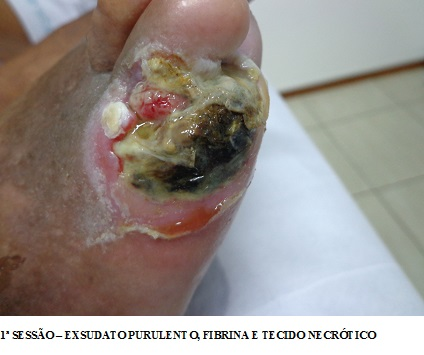 1ª SESSÃO – EXSUDATO PURULENTO, FIBRINA E TECIDO NECRÓTICO